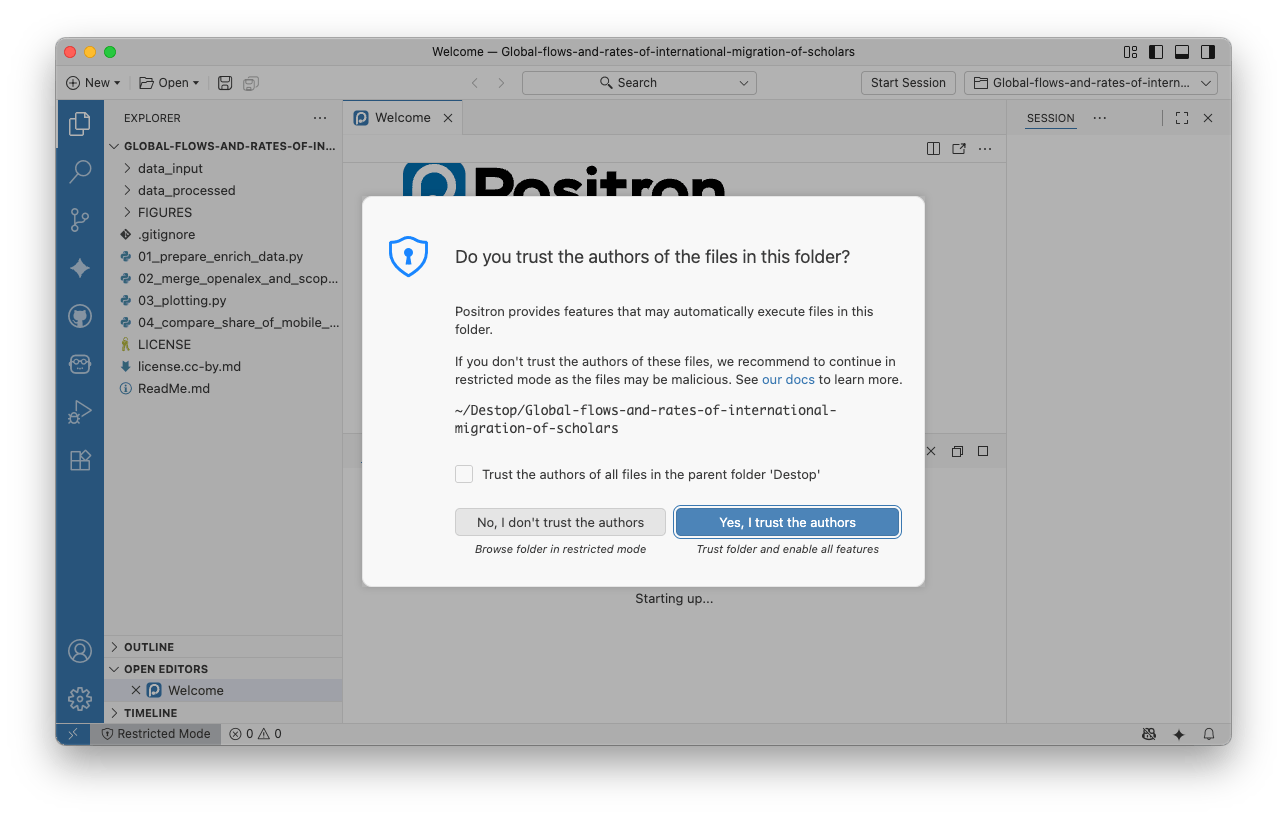 Welcome — Global-flows-and-rates-of-international-migration-of-scholars
New
Open
Search
Start Session
Global-flows-and-rates-of-intern...
EXPLORER
Welcome
SESSION
GLOBAL-FLOWS-AND-RATES-OF-IN...
data_input
data_processed
FIGURES
.gitignore
01_prepare_enrich_data.py
02_merge_openalex_and_scop...
03_plotting.py
04_compare_share_of_mobile_...
LICENSE
license.cc-by.md
ReadMe.md
Positron
Do you trust the authors of the files in this folder?
Positron provides features that may automatically execute files in this
folder.
If you don't trust the authors of these files, we recommend to continue in
restricted mode as the files may be malicious. See our docs to learn more.
~/Destop/Global-flows-and-rates-of-international-
migration-of-scholars
Trust the authors of all files in the parent folder 'Destop'
No, I don't trust the authors
Yes, I trust the authors
Browse folder in restricted mode
Trust folder and enable all features
Starting up...
OUTLINE
OPEN EDITORS
Welcome
TIMELINE
Restricted Mode
0
0